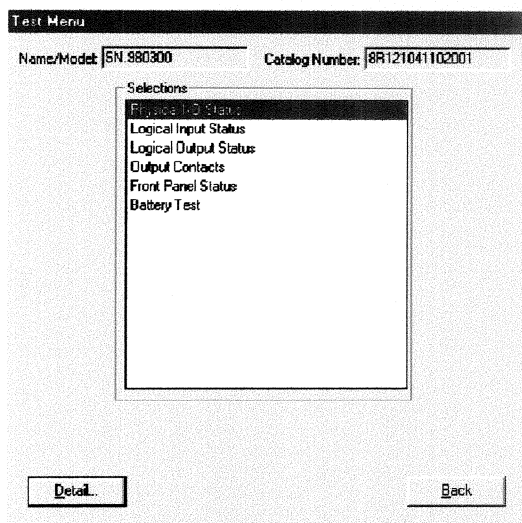 Test Menu
Name/Model: SN.980300 Catalog Number: 8R121041102001
Selections
Physical I/O Status
Logical Input Status
Logical Output Status
Output Contacts
Front Panel Status
Battery Test
Detail...
Back